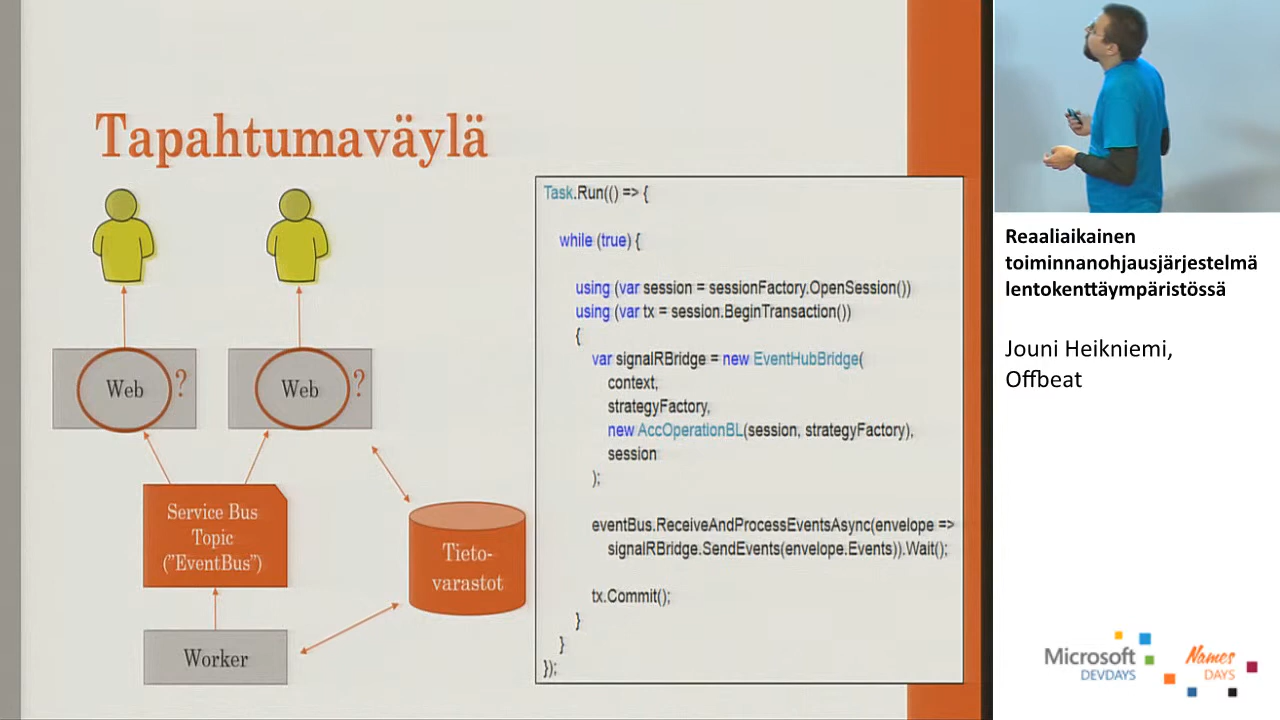 Tapahtumaväylä
Web
?
Web
?
Service Bus
Topic
("EventBus")
Tieto-
varastot
Worker
Task.Run(() => {
while (true) {
using (var session = sessionFactory.OpenSession())
using (var tx = session.BeginTransaction())
{
var signalRBridge = new EventHubBridge(
context,
strategyFactory,
new AccOperationBL(session, strategyFactory),
session
);
eventBus.ReceiveAndProcessEventsAsync(envelope =>
signalRBridge.SendEvents(envelope.Events)).Wait();
tx.Commit();
}
}
});
Reaaliaikainen
toiminnanohjausjärjestelmä
lentokenttäympäristössä
Jouni Heikniemi,
Offbeat
Microsoft
DEVDAYS
Names
DAYS